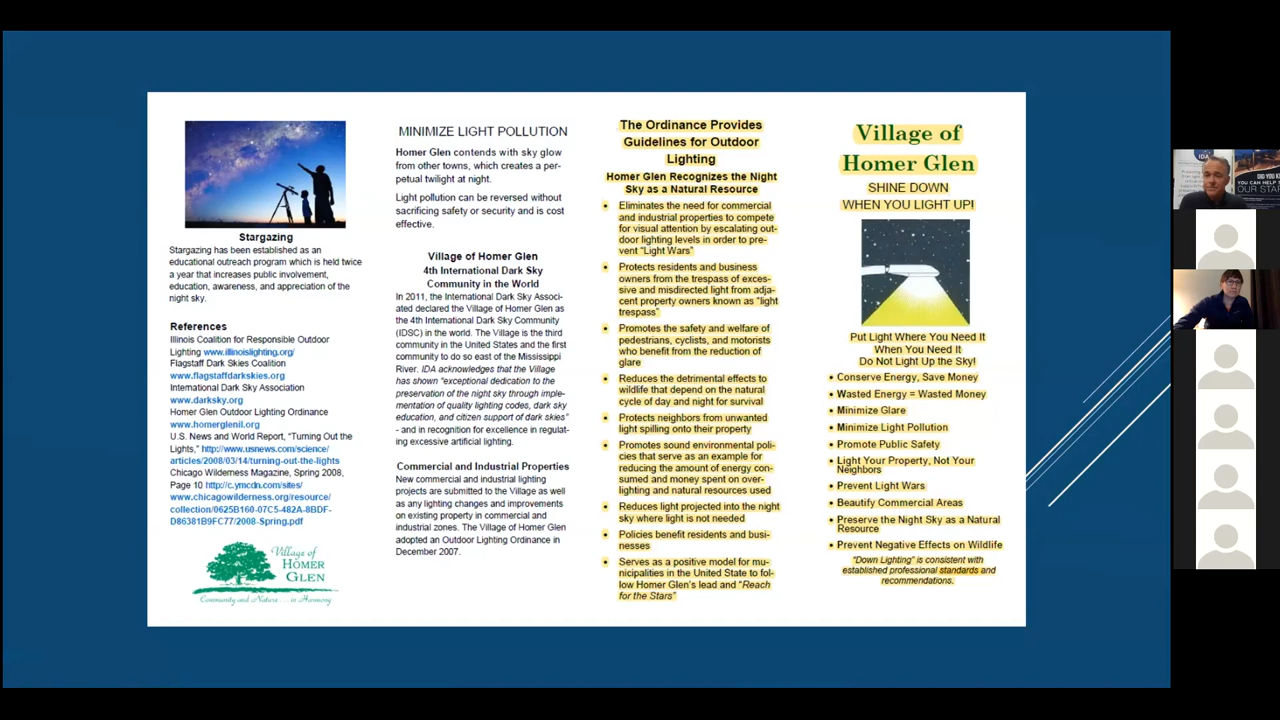 Stargazing
Stargazing has been established as an
educational outreach program which is held twice
a year that increases public involvement,
education, awareness, and appreciation of the
night sky.
References
Illinois Coalition for Responsible Outdoor
Lighting www.illinoislighting.org/
Flagstaff Dark Skies Coalition
www.flagstaffdarkskies.org
International Dark Sky Association
www.darksky.org
Homer Glen Outdoor Lighting Ordinance
www.homerglenil.org
U.S. News and World Report, "Turning Out the
Lights," http://www.usnews.com/science/
articles/2008/03/14/turning-out-the-lights
Chicago Wilderness Magazine, Spring 2008,
Page 10 http://c.ymcdn.com/sites/
www.chicagowilderness.org/resource/
collection/0625B160-07C5-482A-8BDF-
D86381B9FC77/2008-Spring.pdf
Village of
HOMER
GLEN
Community and Nature . . . in Harmony
MINIMIZE LIGHT POLLUTION
Homer Glen contends with sky glow
from other towns, which creates a per-
petual twilight at night.
Light pollution can be reversed without
sacrificing safety or security and is cost
effective.
Village of Homer Glen
4th International Dark Sky
Community in the World
In 2011, the International Dark Sky Associ-
ated declared the Village of Homer Glen as
the 4th International Dark Sky Community
(IDSC) in the world. The Village is the third
community in the United States and the first
community to do so east of the Mississippi
River. IDA acknowledges that the Village
has shown "exceptional dedication to the
preservation of the night sky through imple-
mentation of quality lighting codes, dark sky
education, and citizen support of dark skies"
- and in recognition for excellence in regulat-
ing excessive artificial lighting.
Commercial and Industrial Properties
New commercial and industrial lighting
projects are submitted to the Village as well
as any lighting changes and improvements
on existing property in commercial and
industrial zones. The Village of Homer Glen
adopted an Outdoor Lighting Ordinance in
December 2007.
The Ordinance Provides
Guidelines for Outdoor
Lighting
Homer Glen Recognizes the Night
Sky as a Natural Resource
• Eliminates the need for commercial
and industrial properties to compete
for visual attention by escalating out-
door lighting levels in order to pre-
vent "Light Wars"
• Protects residents and business
owners from the trespass of exces-
sive and misdirected light from adja-
cent property owners known as "light
trespass"
• Promotes the safety and welfare of
pedestrians, cyclists, and motorists
who benefit from the reduction of
glare
• Reduces the detrimental effects to
wildlife that depend on the natural
cycle of day and night for survival
• Protects neighbors from unwanted
light spilling onto their property
• Promotes sound environmental poli-
cies that serve as an example for
reducing the amount of energy con-
sumed and money spent on over-
lighting and natural resources used
• Reduces light projected into the night
sky where light is not needed
• Policies benefit residents and busi-
nesses
• Serves as a positive model for mu-
nicipalities in the United State to fol-
low Homer Glen's lead and "Reach
for the Stars"
Village of
Homer Glen
SHINE DOWN
WHEN YOU LIGHT UP!
Put Light Where You Need It
When You Need It
Do Not Light Up the Sky!
• Conserve Energy, Save Money
• Wasted Energy = Wasted Money
• Minimize Glare
• Minimize Light Pollution
• Promote Public Safety
• Light Your Property, Not Your
Neighbors
• Prevent Light Wars
• Beautify Commercial Areas
• Preserve the Night Sky as a Natural
Resource
• Prevent Negative Effects on Wildlife
"Down Lighting" is consistent with
established professional standards and
recommendations.
IDA
DID YOU
YOU CAN HELP
OUR STAR